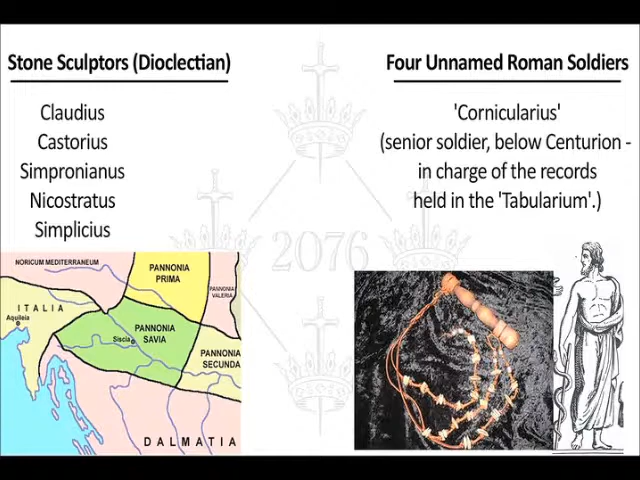 Stone Sculptors (Dioclectian)
Claudius
Castorius
Simpronianus
Nicostratus
Simplicius
Four Unnamed Roman Soldiers
'Cornicularius'
(senior soldier, below Centurion -
in charge of the records
held in the 'Tabularium'.)
2076
NORICUM MEDITERRANEUM
PANNONIA
PRIMA
PANNONIA
VALERIA
ITALIA
Aquileia
PANNONIA
SAVIA
Siscia
PANNONIA
SECUNDA
DALMATIA